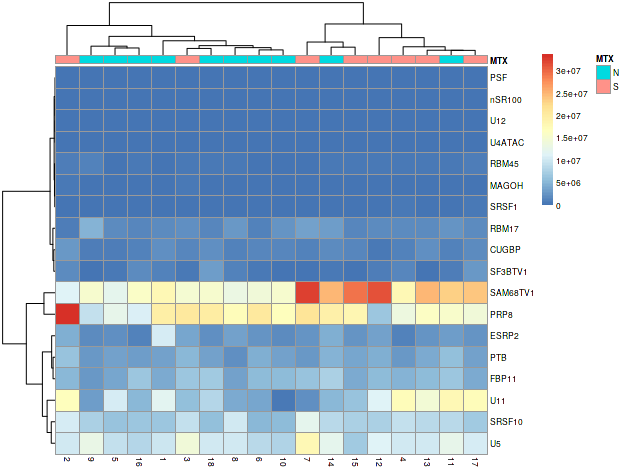 MTX
MTX
N
S
3e+07
2.5e+07
2e+07
1.5e+07
1e+07
5e+06
0
PSF
nSR100
U12
U4ATAC
RBM45
MAGOH
SRSF1
RBM17
CUGBP
SF3BTV1
SAM68TV1
PRP8
ESRP2
PTB
FBP11
U11
SRSF10
U5
2 9 5 16 1 3 18 8 6 10 7 14 15 12 4 13 11 17